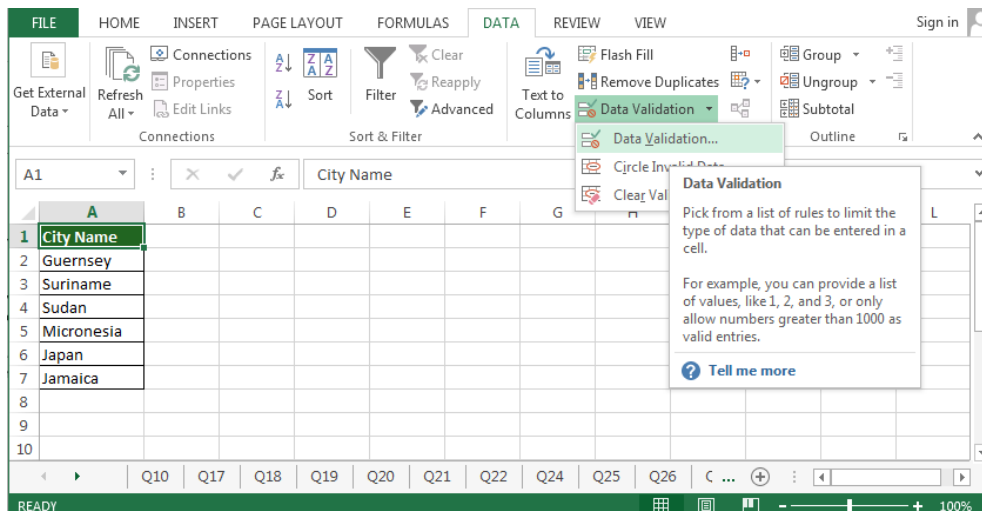 FILE HOME INSERT PAGE LAYOUT FORMULAS DATA REVIEW VIEW Sign in
Get External Data
Refresh All
Connections
Properties
Edit Links
Connections
A Z
Z A
Z A A Z
Sort
Filter
Clear
Reapply
Advanced
Sort & Filter
Text to Columns
Flash Fill
Remove Duplicates
Data Validation
Group
Ungroup
Subtotal
Outline
Data Validation...
Circle Invalid Data
Clear Val
Data Validation
Pick from a list of rules to limit the
type of data that can be entered in a
cell.
For example, you can provide a list
of values, like 1, 2, and 3, or only
allow numbers greater than 1000 as
valid entries.
? Tell me more
A1 fx City Name
A B C D E F G H L
1 City Name
2 Guernsey
3 Suriname
4 Sudan
5 Micronesia
6 Japan
7 Jamaica
8
9
10
Q10 Q17 Q18 Q19 Q20 Q21 Q22 Q24 Q25 Q26 ...
READY 100%